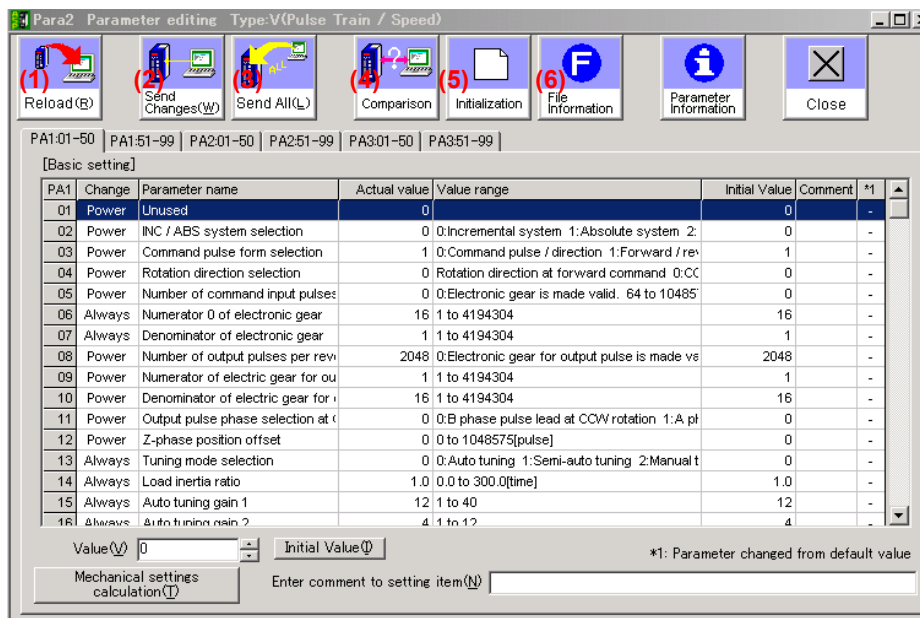 Para2 Parameter editing Type:V(Pulse Train / Speed)
(1) (2) (3) (4) (5) (6)
ALL
Reload(R) Send Changes(W) Send All(L) Comparison Initialization File Information Parameter Information Close
PA1:01-50 PA1:51-99 PA2:01-50 PA2:51-99 PA3:01-50 PA3:51-99
[Basic setting]
PA1 Change Parameter name Actual value Value range Initial Value Comment *1
01 Power Unused 0 0 -
02 Power INC / ABS system selection 0 0:Incremental system 1:Absolute system 2: 0 -
03 Power Command pulse form selection 1 0:Command pulse / direction 1:Forward / rev 1 -
04 Power Rotation direction selection 0 Rotation direction at forward command 0:CC 0 -
05 Power Number of command input pulses 0 0:Electronic gear is made valid. 64 to 10485 0 -
06 Always Numerator 0 of electronic gear 16 1 to 4194304 16 -
07 Always Denominator of electronic gear 1 1 to 4194304 1 -
08 Power Number of output pulses per rev 2048 0:Electronic gear for output pulse is made va 2048 -
09 Power Numerator of electric gear for ou 1 1 to 4194304 1 -
10 Power Denominator of electric gear for 16 1 to 4194304 16 -
11 Power Output pulse phase selection at 0 0:B phase pulse lead at CCW rotation 1:A ph 0 -
12 Power Z-phase position offset 0 0 to 1048575[pulse] 0 -
13 Always Tuning mode selection 0 0:Auto tuning 1:Semi-auto tuning 2:Manual t 0 -
14 Always Load inertia ratio 1.0 0.0 to 300.0[time] 1.0 -
15 Always Auto tuning gain 1 12 1 to 40 12 -
16 Always Auto tuning gain 2 4 1 to 12 4 -
Value(V) 0 Initial Value(I) *1: Parameter changed from default value
Mechanical settings calculation(T) Enter comment to setting item(N)